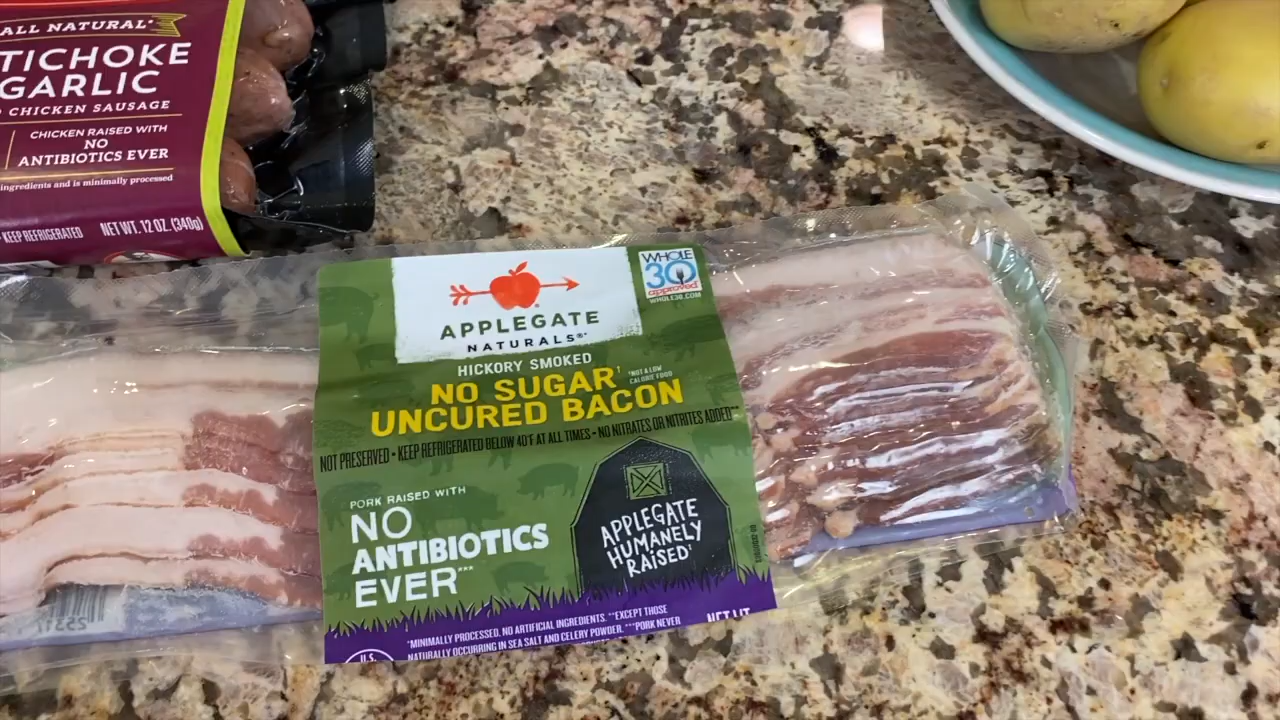 ALL NATURAL*
TICHOKE
GARLIC
CHICKEN SAUSAGE
CHICKEN RAISED WITH
NO
ANTIBIOTICS EVER
ingredients and is minimally processed
KEEP REFRIGERATED NET WT. 12 OZ. (340g)
WHOLE
30
approved
WHOLE30.COM
APPLEGATE
NATURALS®*
HICKORY SMOKED
NO SUGAR†
†NOT A LOW
CALORIE FOOD
UNCURED BACON
NOT PRESERVED • KEEP REFRIGERATED BELOW 40°F AT ALL TIMES • NO NITRATES OR NITRITES ADDED**
PORK RAISED WITH
NO
ANTIBIOTICS
EVER***
APPLEGATE
HUMANELY
RAISED
*MINIMALLY PROCESSED, NO ARTIFICIAL INGREDIENTS. **EXCEPT THOSE
NATURALLY OCCURRING IN SEA SALT AND CELERY POWDER. ***PORK NEVER
NET
U.S.